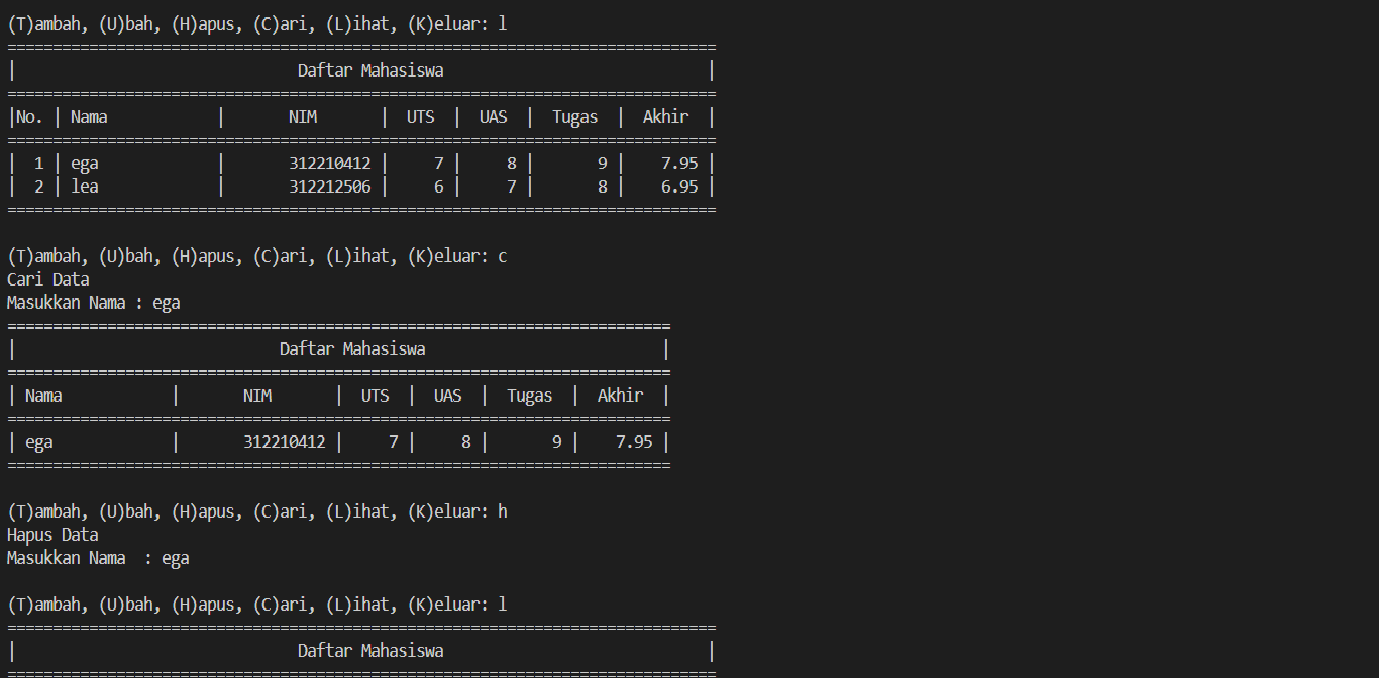 (T)ambah, (U)bah, (H)apus, (C)ari, (L)ihat, (K)eluar: l
==============================================================================
|                               Daftar Mahasiswa                             |
==============================================================================
|No. | Nama            |       NIM       |  UTS  |  UAS  |  Tugas  |  Akhir  |
==============================================================================
|  1 | ega             |       312210412 |     7 |     8 |       9 |    7.95 |
|  2 | lea             |       312212506 |     6 |     7 |       8 |    6.95 |
==============================================================================
(T)ambah, (U)bah, (H)apus, (C)ari, (L)ihat, (K)eluar: c
Cari Data
Masukkan Nama : ega
=========================================================================
|                             Daftar Mahasiswa                          |
=========================================================================
| Nama            |       NIM       |  UTS  |  UAS  |  Tugas  |  Akhir  |
=========================================================================
| ega             |       312210412 |     7 |     8 |       9 |    7.95 |
=========================================================================
(T)ambah, (U)bah, (H)apus, (C)ari, (L)ihat, (K)eluar: h
Hapus Data
Masukkan Nama  : ega
(T)ambah, (U)bah, (H)apus, (C)ari, (L)ihat, (K)eluar: l
==============================================================================
|                               Daftar Mahasiswa                             |
==============================================================================